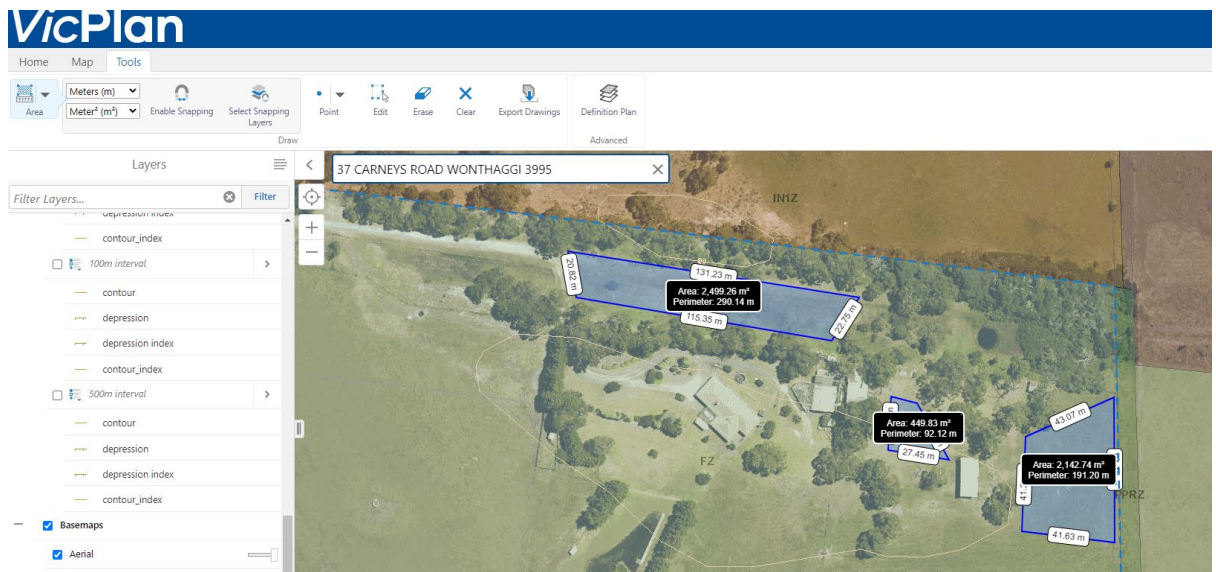 VicPlan
Home Map Tools
Meters (m)
Meter² (m²)
Area
Enable Snapping
Select Snapping
Layers
Point
Edit
Erase
Clear
Export Drawings
Definition Plan
Draw
Advanced
Layers
37 CARNEYS ROAD WONTHAGGI 3995
Filter Layers...
Filter
depression index
contour_index
100m interval
contour
depression
depression index
contour_index
500m interval
contour
depression
depression index
contour_index
Basemaps
Aerial
IN1Z
20.82 m
131.23 m
Area: 2,499.26 m²
Perimeter: 290.14 m
115.35 m
22.75 m
Area: 449.83 m²
Perimeter: 92.12 m
27.45 m
43.07 m
Area: 2,142.74 m²
Perimeter: 191.20 m
41.63 m
FZ
PPRZ